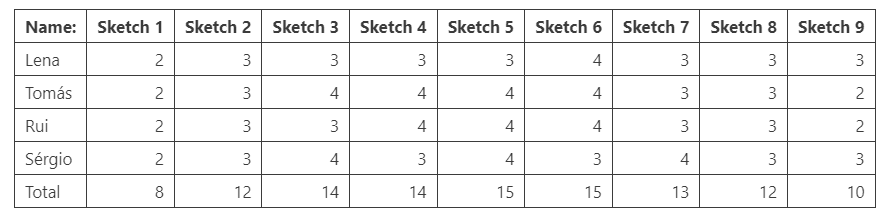 Name: Sketch 1 Sketch 2 Sketch 3 Sketch 4 Sketch 5 Sketch 6 Sketch 7 Sketch 8 Sketch 9
Lena 2 3 3 3 3 4 3 3 3
Tomás 2 3 4 4 4 4 3 3 2
Rui 2 3 3 4 4 4 3 3 2
Sérgio 2 3 4 3 4 3 4 3 3
Total 8 12 14 14 15 15 13 12 10